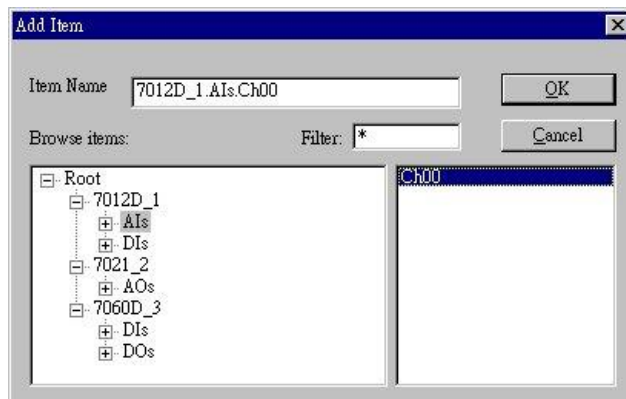 Add Item
Item Name 7012D_1.AIs.Ch00 OK
Browse items: Filter: * Cancel
Root
7012D_1
AIs
DIs
7021_2
AOs
7060D_3
DIs
DOs
Ch00